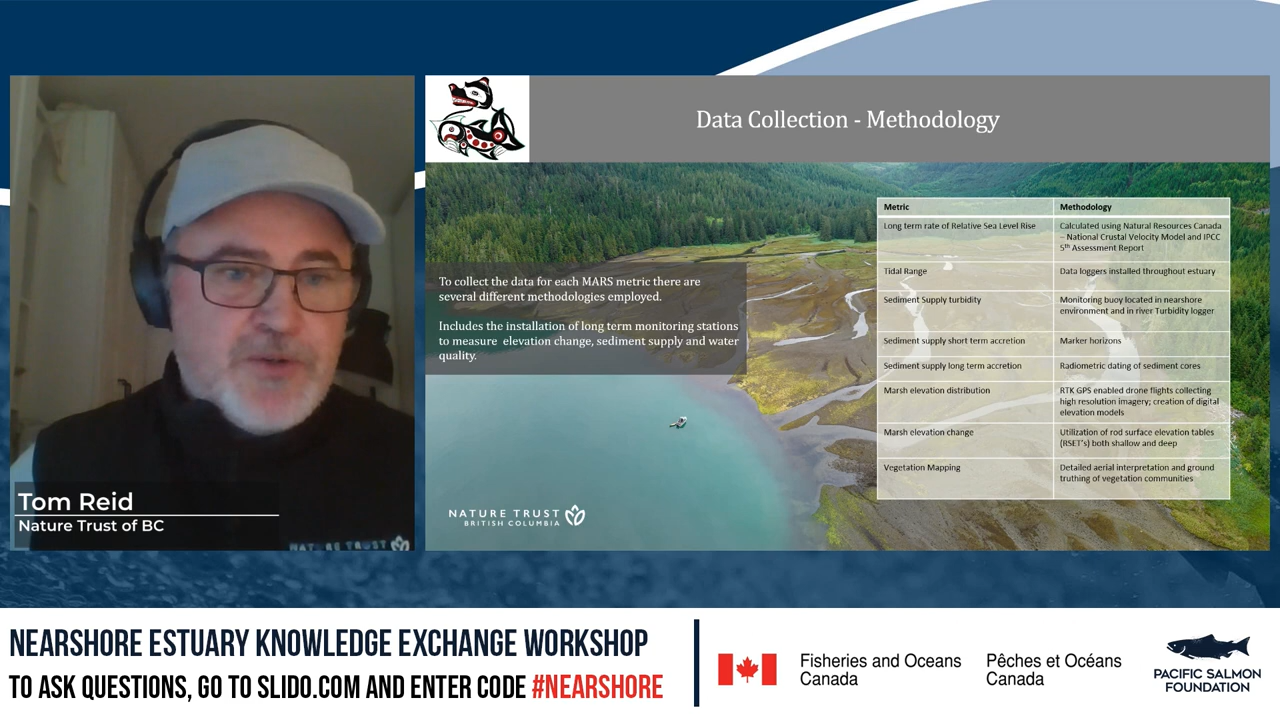 Data Collection - Methodology
To collect the data for each MARS metric there are
several different methodologies employed.
Includes the installation of long term monitoring stations
to measure elevation change, sediment supply and water
quality.
Metric
Methodology
Long term rate of Relative Sea Level Rise
Calculated using Natural Resources Canada
– National Crustal Velocity Model and IPCC
5th Assessment Report
Tidal Range
Data loggers installed throughout estuary
Sediment Supply turbidity
Monitoring buoy located in nearshore
environment and in river Turbidity logger
Sediment supply short term accretion
Marker horizons
Sediment supply long term accretion
Radiometric dating of sediment cores
Marsh elevation distribution
RTK GPS enabled drone flights collecting
high resolution imagery; creation of digital
elevation models
Marsh elevation change
Utilization of rod surface elevation tables
(RSET's) both shallow and deep
Vegetation Mapping
Detailed aerial interpretation and ground
truthing of vegetation communities
NATURE TRUST
BRITISH COLUMBIA
Tom Reid
Nature Trust of BC
NATURE TRUST
NEARSHORE ESTUARY KNOWLEDGE EXCHANGE WORKSHOP
TO ASK QUESTIONS, GO TO SLIDO.COM AND ENTER CODE #NEARSHORE
Fisheries and Oceans
Canada
Pêches et Océans
Canada
PACIFIC SALMON
FOUNDATION